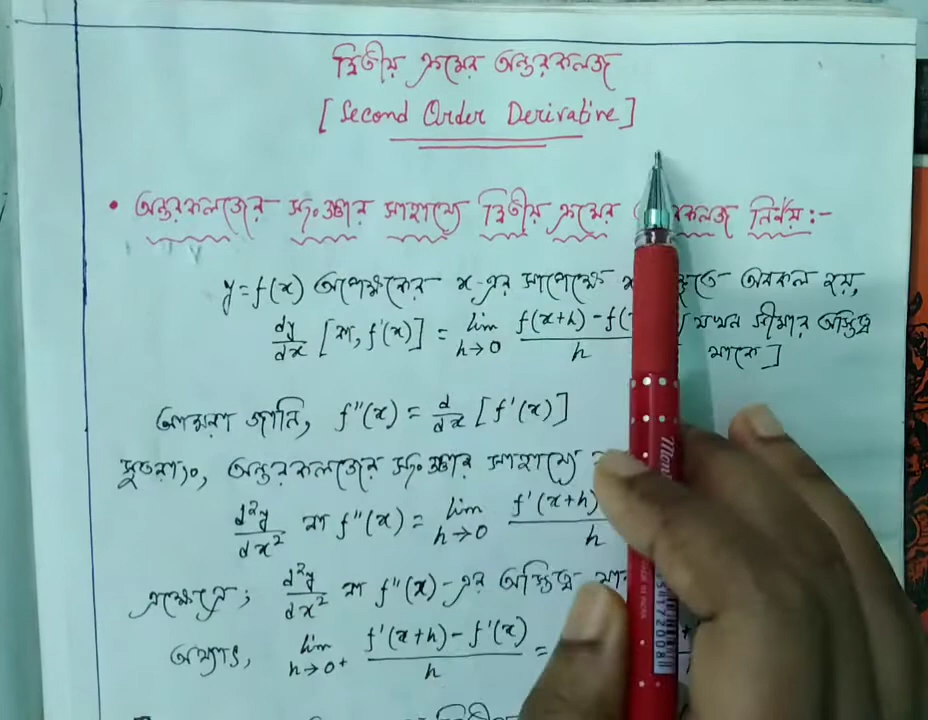 দ্বিতীয় ক্রমের অন্তরকলজ
[Second Order Derivative]
• অন্তরকলজের সংজ্ঞার সাহায্যে দ্বিতীয় ক্রমের রকলজ নির্ণয়:-
y=f(x) অপেক্ষকের x-এর সাপেক্ষে তে অবকল হয়,
dy/dx [বা, f'(x)] = lim h→0 f(x+h) - f( / h যখন সীমার অস্তিত্ব
থাকে]
আমরা জানি, f''(x) = d/dx [f'(x)]
সুতরাং, অন্তরকলজের সংজ্ঞার সাহায্যে
d²y/dx² বা f''(x) = lim h→0 f'(x+h) / h
এক্ষেত্রে; d²y/dx² বা f''(x)-এর অস্তিত্ব
অর্থাৎ, lim h→0+ f'(x+h) - f'(x) / h =